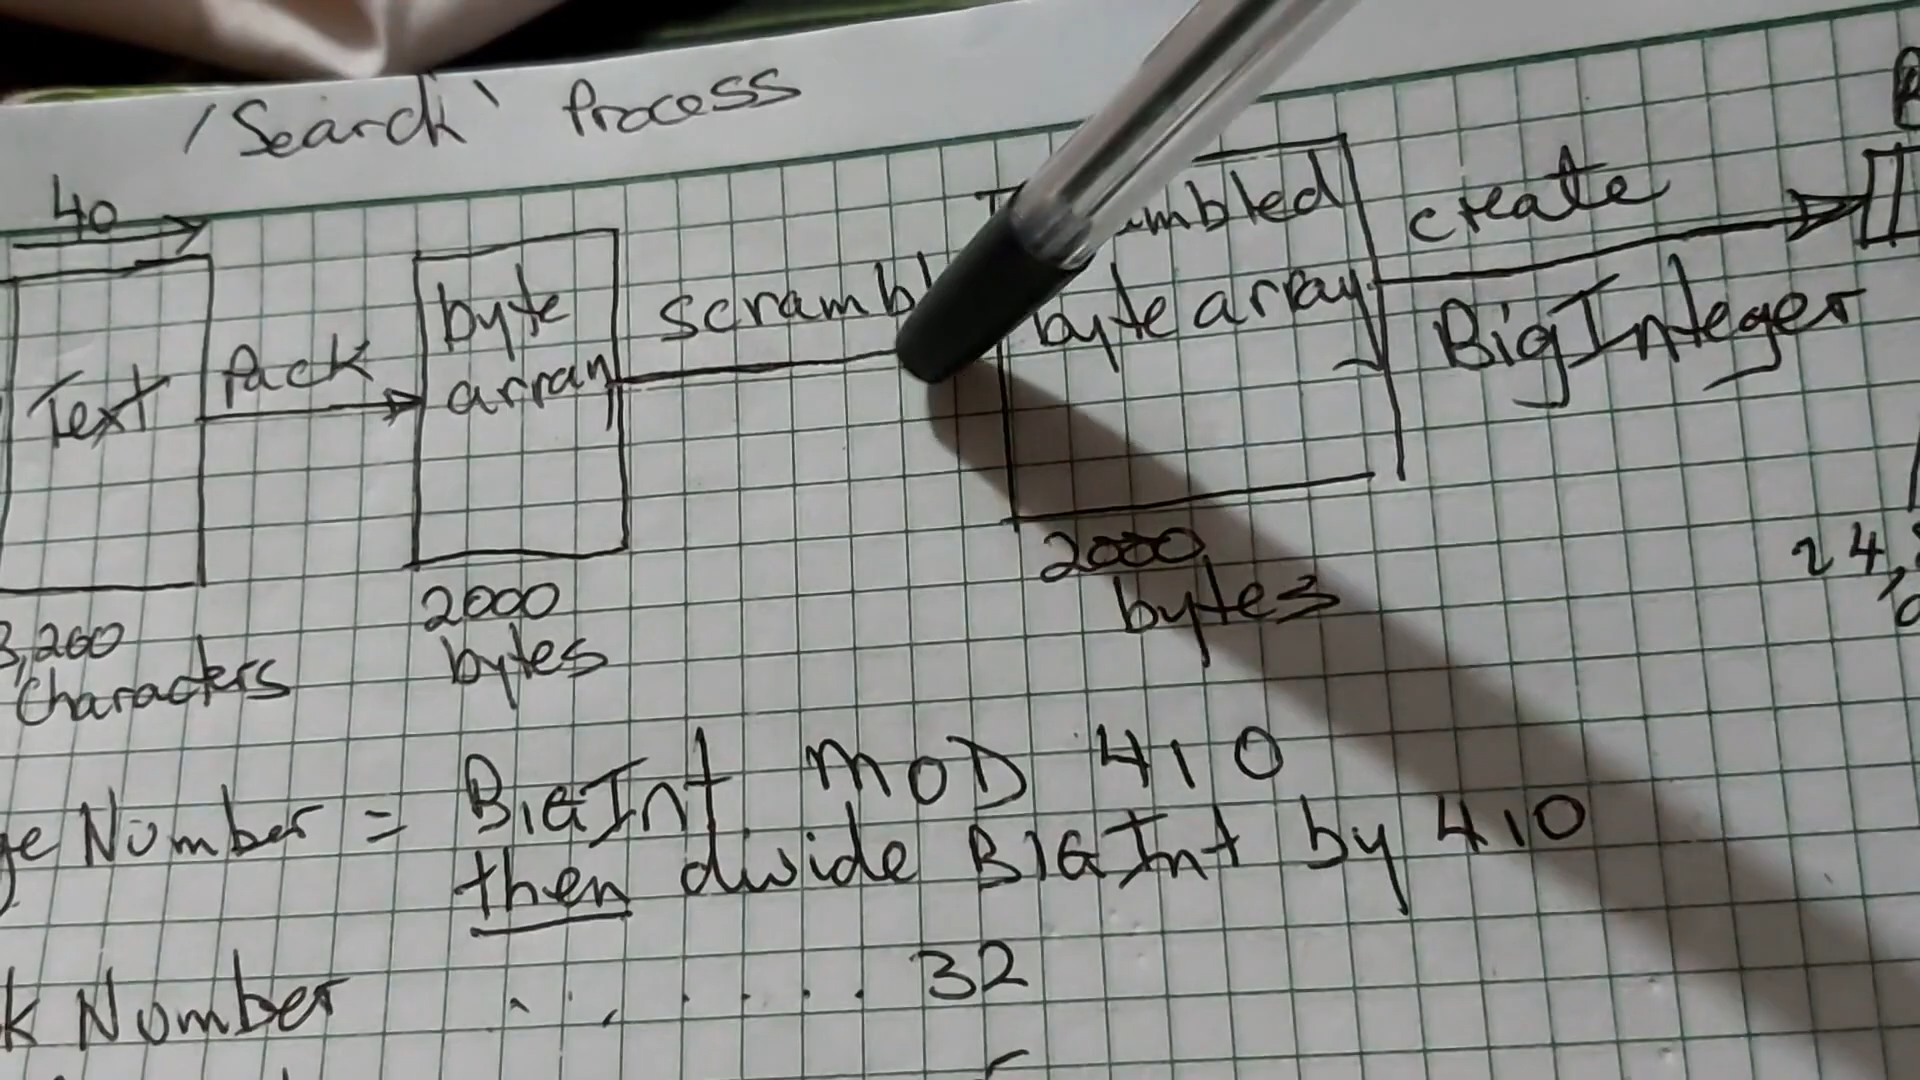 'Search' Process
40
Text
Pack
byte
array
scrambl
mbled
byte array
create
BigInteger
3,200
Characters
2000
bytes
2000
bytes
24,
ge Number = BIGInt MOD 410
then divide BIGInt by 410
k Number . . . . . . 32